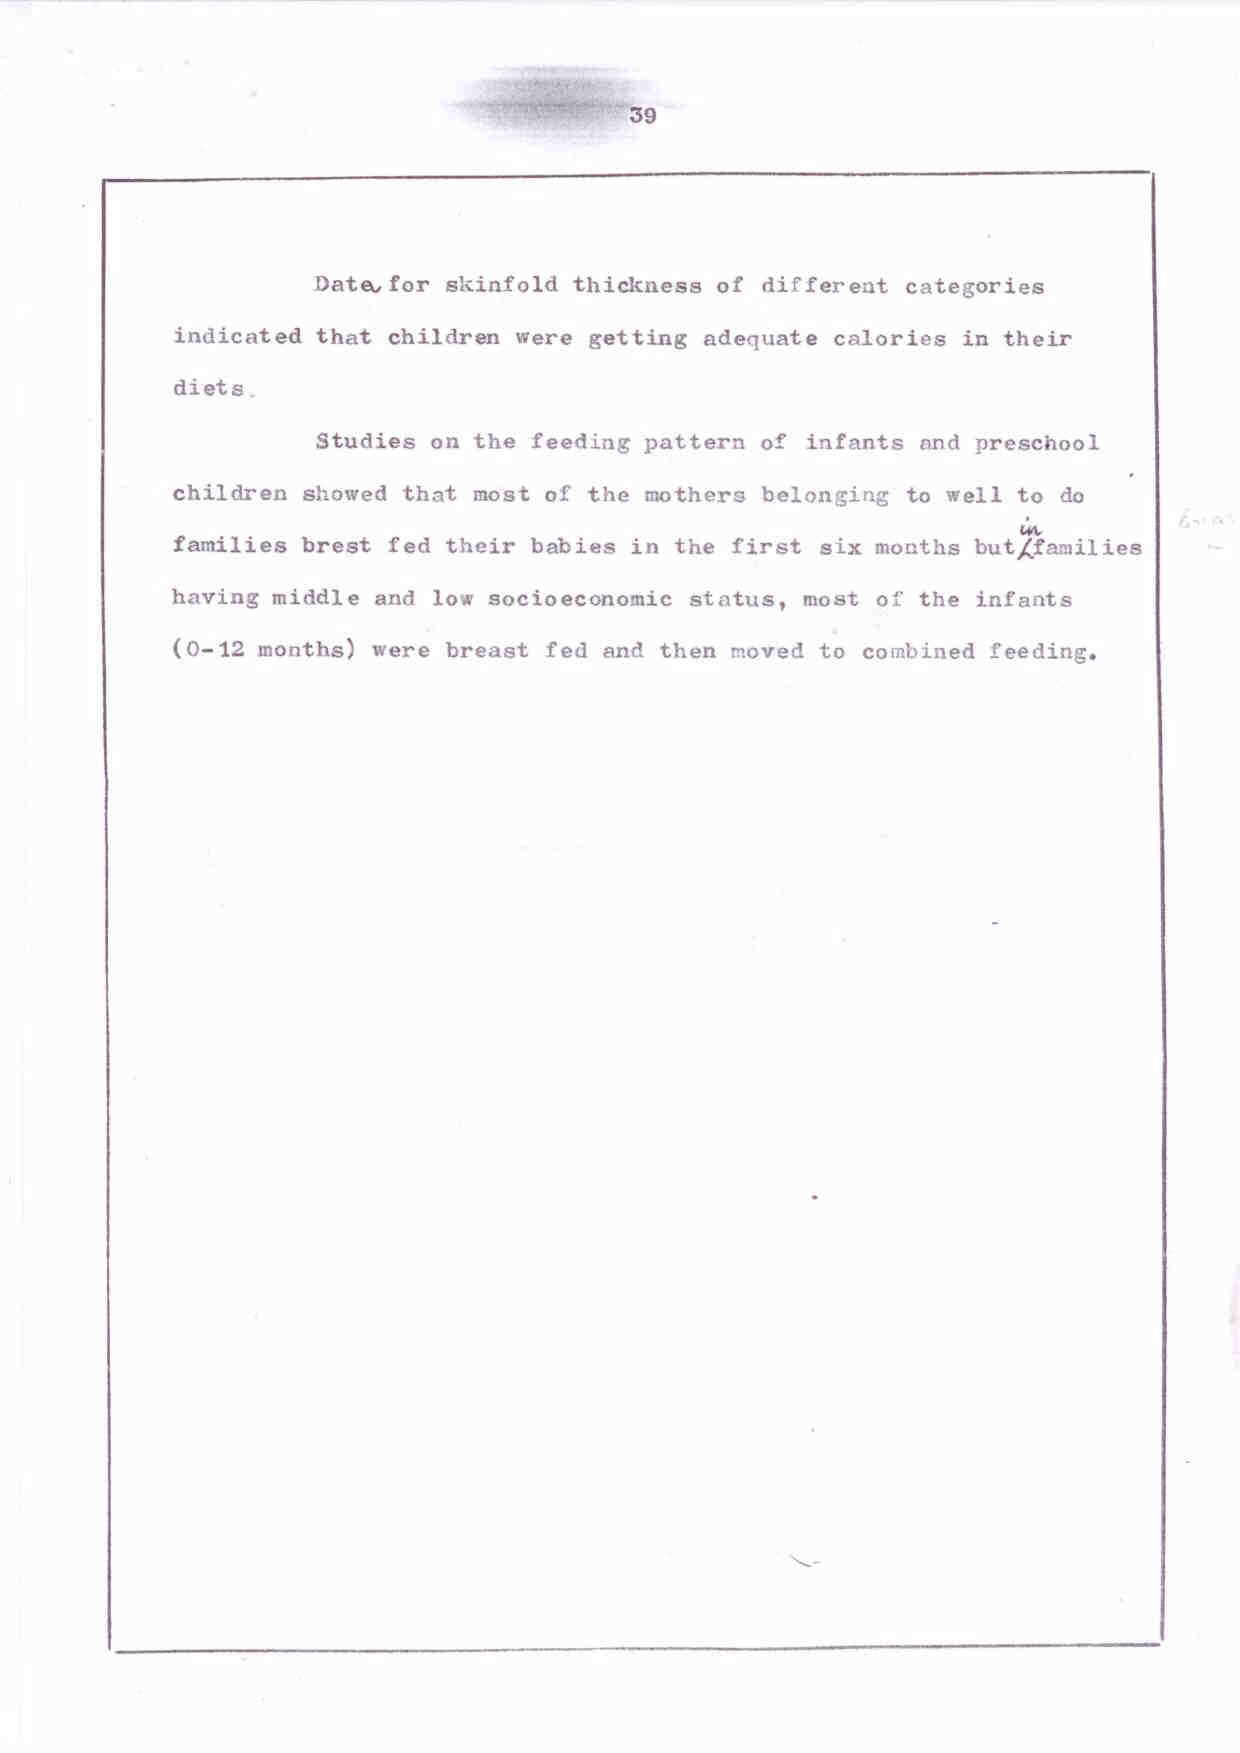 39
Data for skinfold thickness of different categories
indicated that children were getting adequate calories in their
diets.
Studies on the feeding pattern of infants and preschool
children showed that most of the mothers belonging to well to do
in
families brest fed their babies in the first six months but families
having middle and low socioeconomic status, most of the infants
(0-12 months) were breast fed and then moved to combined feeding.